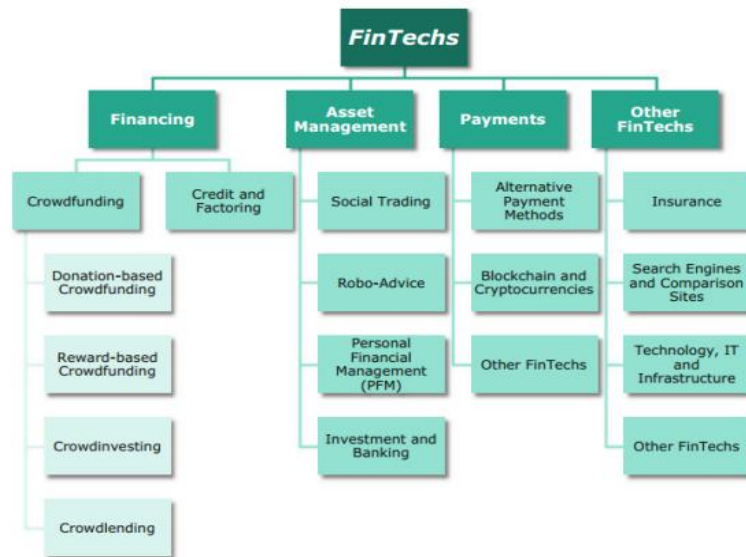 FinTechs
Financing
Asset
Management
Payments
Other
FinTechs
Crowdfunding
Credit and
Factoring
Social Trading
Alternative
Payment
Methods
Insurance
Donation-based
Crowdfunding
Robo-Advice
Blockchain and
Cryptocurrencies
Search Engines
and Comparison
Sites
Reward-based
Crowdfunding
Personal
Financial
Management
(PFM)
Other FinTechs
Technology, IT
and
Infrastructure
Crowdinvesting
Investment and
Banking
Other FinTechs
Crowdlending